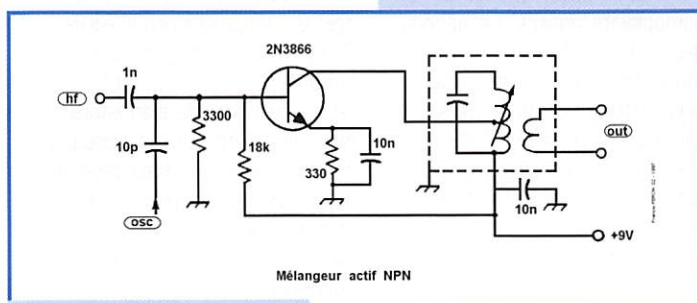 2N3866
1n
hf
3300
10p
18k
10n
330
out
10n
osc
+9V
Mélangeur actif NPN